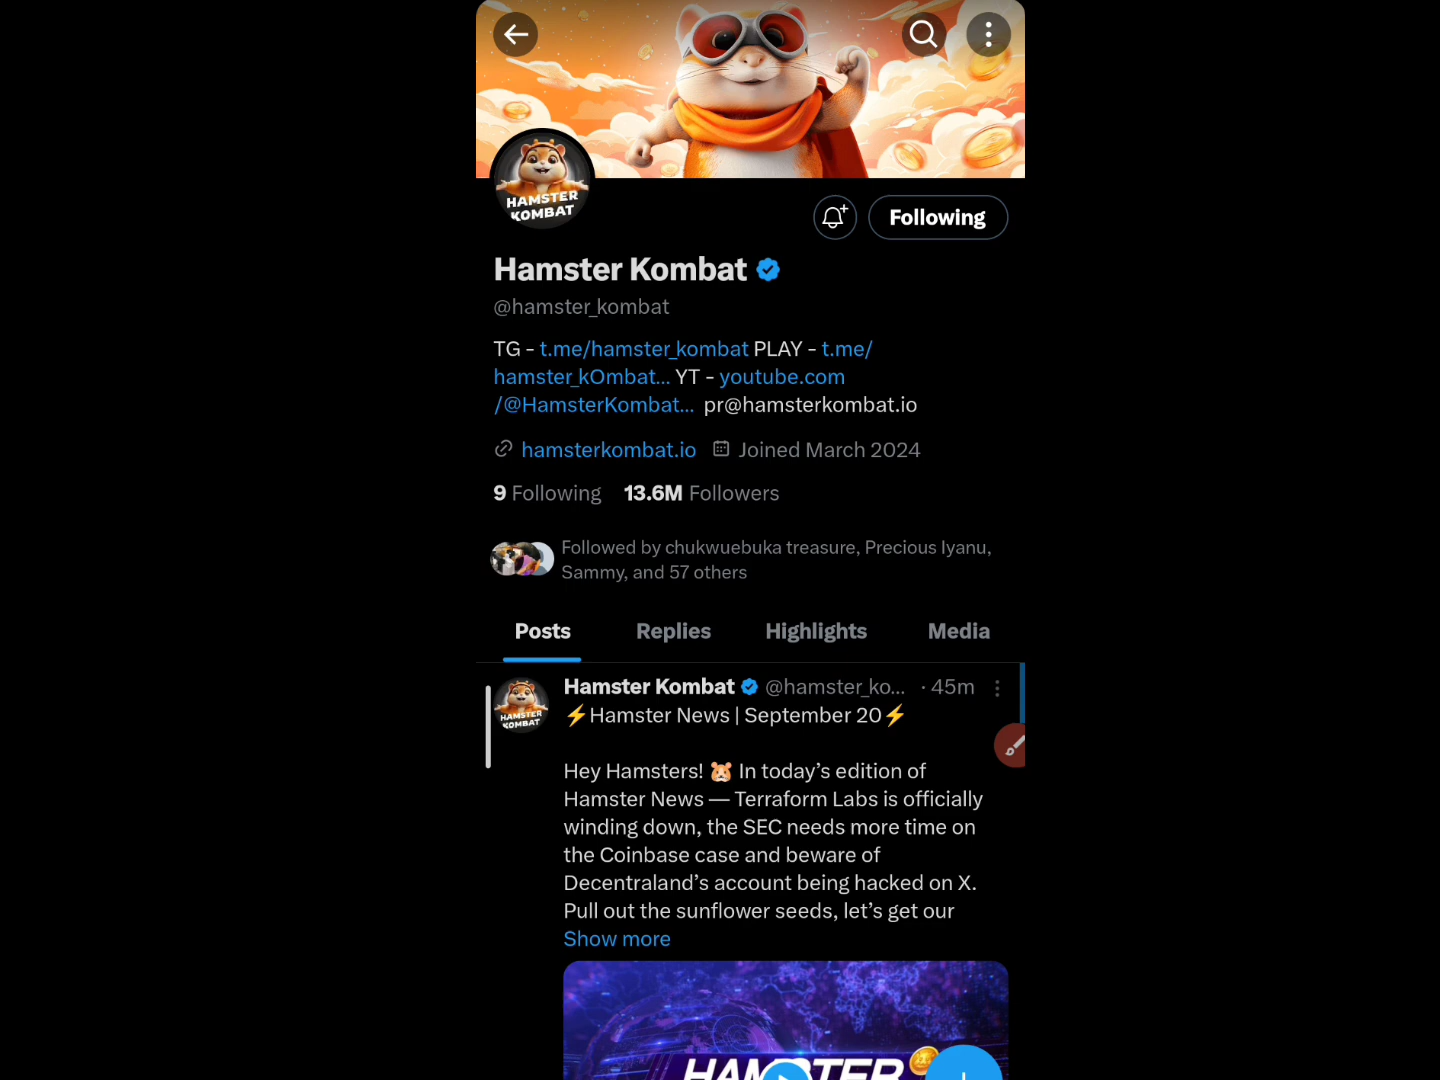 HAMSTER
KOMBAT
Following
Hamster Kombat
@hamster_kombat
TG - t.me/hamster_kombat PLAY - t.me/
hamster_kOmbat... YT - youtube.com
/@HamsterKombat... pr@hamsterkombat.io
hamsterkombat.io Joined March 2024
9 Following 13.6M Followers
Followed by chukwuebuka treasure, Precious Iyanu,
Sammy, and 57 others
Posts Replies Highlights Media
HAMSTER
KOMBAT
Hamster Kombat @hamster_ko... · 45m
⚡Hamster News | September 20⚡
Hey Hamsters! 🐹 In today’s edition of
Hamster News — Terraform Labs is officially
winding down, the SEC needs more time on
the Coinbase case and beware of
Decentraland’s account being hacked on X.
Pull out the sunflower seeds, let’s get our
Show more
HAMSTER